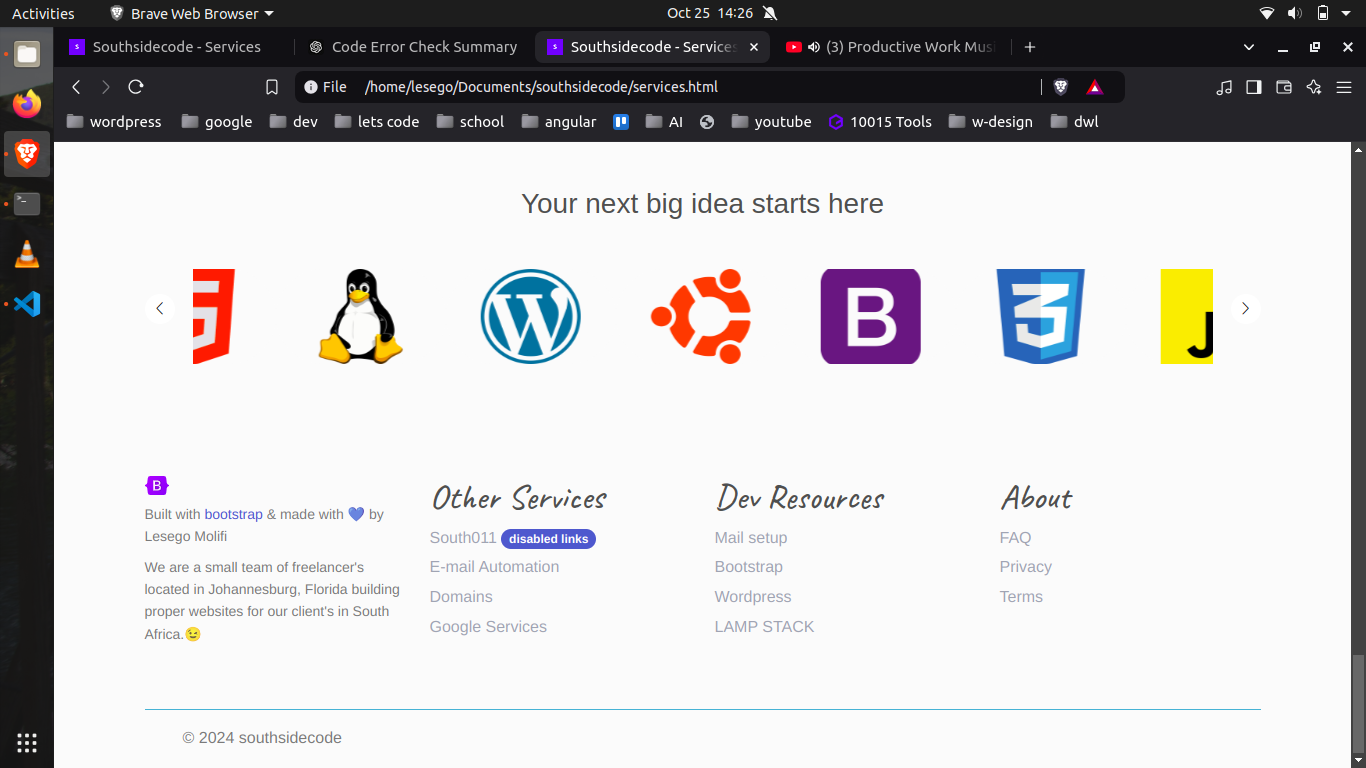 Activities
Brave Web Browser
Oct 25 14:26
Southsidecode - Services
Code Error Check Summary
Southsidecode - Services
(3) Productive Work Musi
File /home/lesego/Documents/southsidecode/services.html
wordpress
google
dev
lets code
school
angular
AI
youtube
10015 Tools
w-design
dwl
Your next big idea starts here
W
B
3
J
B
Built with bootstrap & made with 💙 by
Lesego Molifi
We are a small team of freelancer's
located in Johannesburg, Florida building
proper websites for our client's in South
Africa.😉
Other Services
South011 disabled links
E-mail Automation
Domains
Google Services
Dev Resources
Mail setup
Bootstrap
Wordpress
LAMP STACK
About
FAQ
Privacy
Terms
© 2024 southsidecode